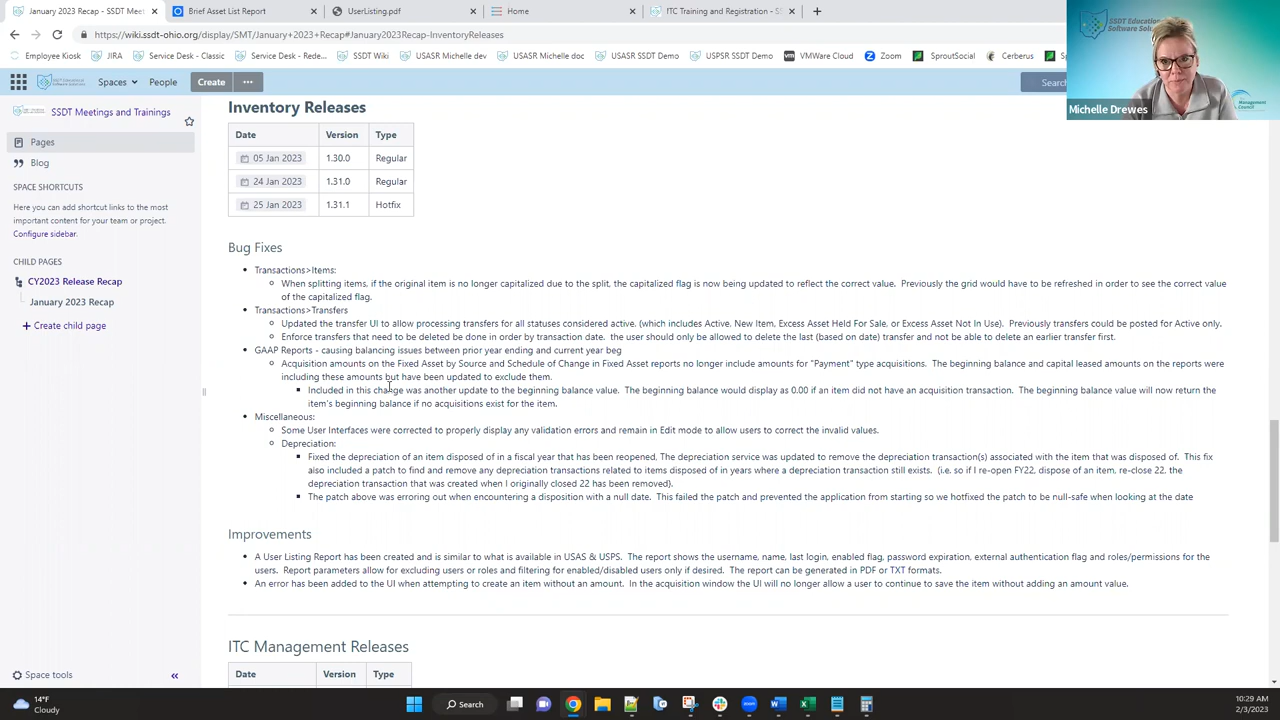 January 2023 Recap - SSDT Meet
Brief Asset List Report
UserListing.pdf
Home
ITC Training and Registration - SS
https://wiki.ssdt-ohio.org/display/SMT/January+2023+Recap#January2023Recap-InventoryReleases
Employee Kiosk
JIRA
Service Desk - Classic
Service Desk - Rede...
SSDT Wiki
USASR Michelle dev
USASR Michelle doc
USASR SSDT Demo
USPSR SSDT Demo
VMWare Cloud
Zoom
SproutSocial
Cerberus
Spaces
People
Create
Search
SSDT Education
Software Sol
Management
Council
Michelle Drewes
SSDT Meetings and Trainings
Pages
Blog
SPACE SHORTCUTS
Here you can add shortcut links to the most
important content for your team or project.
Configure sidebar.
CHILD PAGES
CY2023 Release Recap
January 2023 Recap
+ Create child page
Space tools
Inventory Releases
Date Version Type
05 Jan 2023 1.30.0 Regular
24 Jan 2023 1.31.0 Regular
25 Jan 2023 1.31.1 Hotfix
Bug Fixes
Transactions>Items:
When splitting items, if the original item is no longer capitalized due to the split, the capitalized flag is now being updated to reflect the correct value. Previously the grid would have to be refreshed in order to see the correct value
of the capitalized flag.
Transactions>Transfers
Updated the transfer UI to allow processing transfers for all statuses considered active. (which includes Active, New Item, Excess Asset Held For Sale, or Excess Asset Not In Use). Previously transfers could be posted for Active only.
Enforce transfers that need to be deleted be done in order by transaction date. the user should only be allowed to delete the last (based on date) transfer and not be able to delete an earlier transfer first.
GAAP Reports - causing balancing issues between prior year ending and current year beg
Acquisition amounts on the Fixed Asset by Source and Schedule of Change in Fixed Asset reports no longer include amounts for "Payment" type acquisitions. The beginning balance and capital leased amounts on the reports were
including these amounts but have been updated to exclude them.
Included in this change was another update to the beginning balance value. The beginning balance would display as 0.00 if an item did not have an acquisition transaction. The beginning balance value will now return the
item's beginning balance if no acquisitions exist for the item.
Miscellaneous:
Some User Interfaces were corrected to properly display any validation errors and remain in Edit mode to allow users to correct the invalid values.
Depreciation:
Fixed the depreciation of an item disposed of in a fiscal year that has been reopened. The depreciation service was updated to remove the depreciation transaction(s) associated with the item that was disposed of. This fix
also included a patch to find and remove any depreciation transactions related to items disposed of in years where a depreciation transaction still exists. (i.e. so if I re-open FY22, dispose of an item, re-close 22, the
depreciation transaction that was created when I originally closed 22 has been removed).
The patch above was erroring out when encountering a disposition with a null date. This failed the patch and prevented the application from starting so we hotfixed the patch to be null-safe when looking at the date
Improvements
A User Listing Report has been created and is similar to what is available in USAS & USPS. The report shows the username, name, last login, enabled flag, password expiration, external authentication flag and roles/permissions for the
users. Report parameters allow for excluding users or roles and filtering for enabled/disabled users only if desired. The report can be generated in PDF or TXT formats.
An error has been added to the UI when attempting to create an item without an amount. In the acquisition window the UI will no longer allow a user to continue to save the item without adding an amount value.
ITC Management Releases
Date Version Type
14°F
Cloudy
Search
10:29 AM
2/3/2023